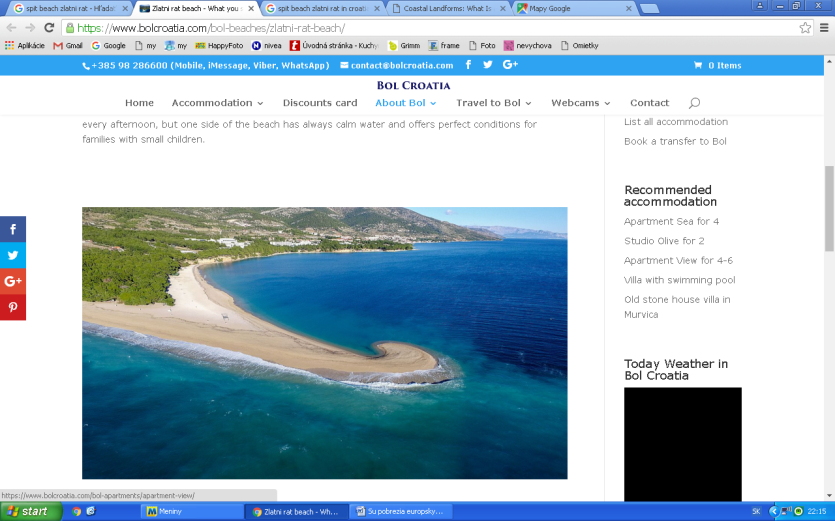 spit beach zlatni rat - Hľada
Zlatni rat beach - What you
spit beach zlatni rat in croati
Coastal Landforms: What Is
Mapy Google
https://www.bolcroatia.com/bol-beaches/zlatni-rat-beach/
Aplikácie Gmail Google my my HappyFoto nivea Úvodná stránka - Kuchy Grimm frame Foto nevychova Omietky
+385 98 286600 (Mobile, iMessage, Viber, WhatsApp) contact@bolcroatia.com f G+ 0 Items
BOL CROATIA
Home Accommodation Discounts card About Bol Travel to Bol Webcams Contact
every afternoon, but one side of the beach has always calm water and offers perfect conditions for
families with small children.
List all accommodation
Book a transfer to Bol
Recommended
accommodation
Apartment Sea for 4
Studio Olive for 2
Apartment View for 4-6
Villa with swimming pool
Old stone house villa in
Murvica
Today Weather in
Bol Croatia
f
G+
https://www.bolcroatia.com/bol-apartments/apartment-view/
start Meniny Zlatni rat beach - Wh... Su pobrezia europsky... SK 22:15